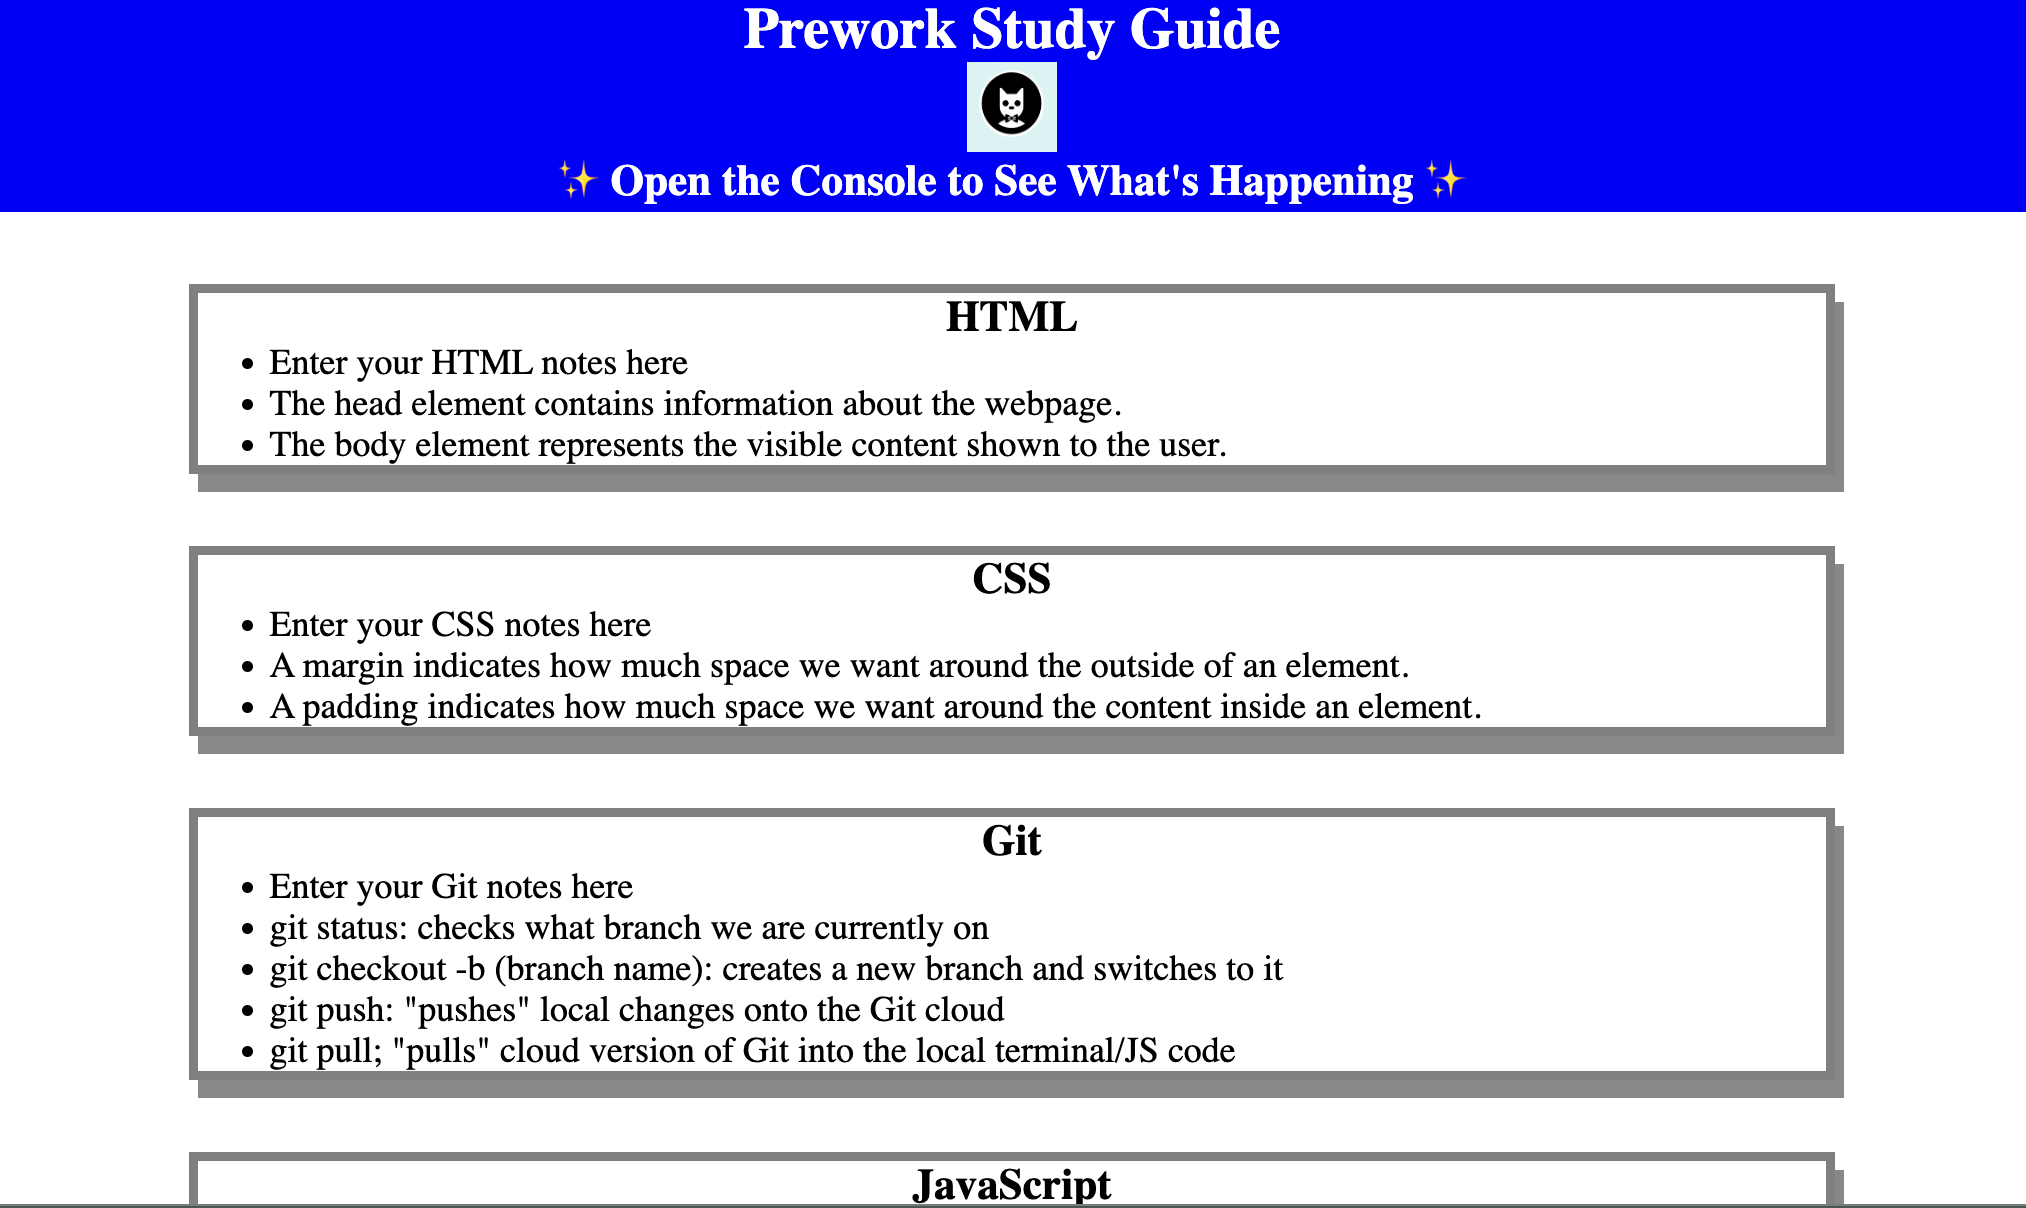 Prework Study Guide
✨ Open the Console to See What's Happening ✨
HTML
• Enter your HTML notes here
• The head element contains information about the webpage.
• The body element represents the visible content shown to the user.
CSS
• Enter your CSS notes here
• A margin indicates how much space we want around the outside of an element.
• A padding indicates how much space we want around the content inside an element.
Git
• Enter your Git notes here
• git status: checks what branch we are currently on
• git checkout -b (branch name): creates a new branch and switches to it
• git push: "pushes" local changes onto the Git cloud
• git pull; "pulls" cloud version of Git into the local terminal/JS code
JavaScript